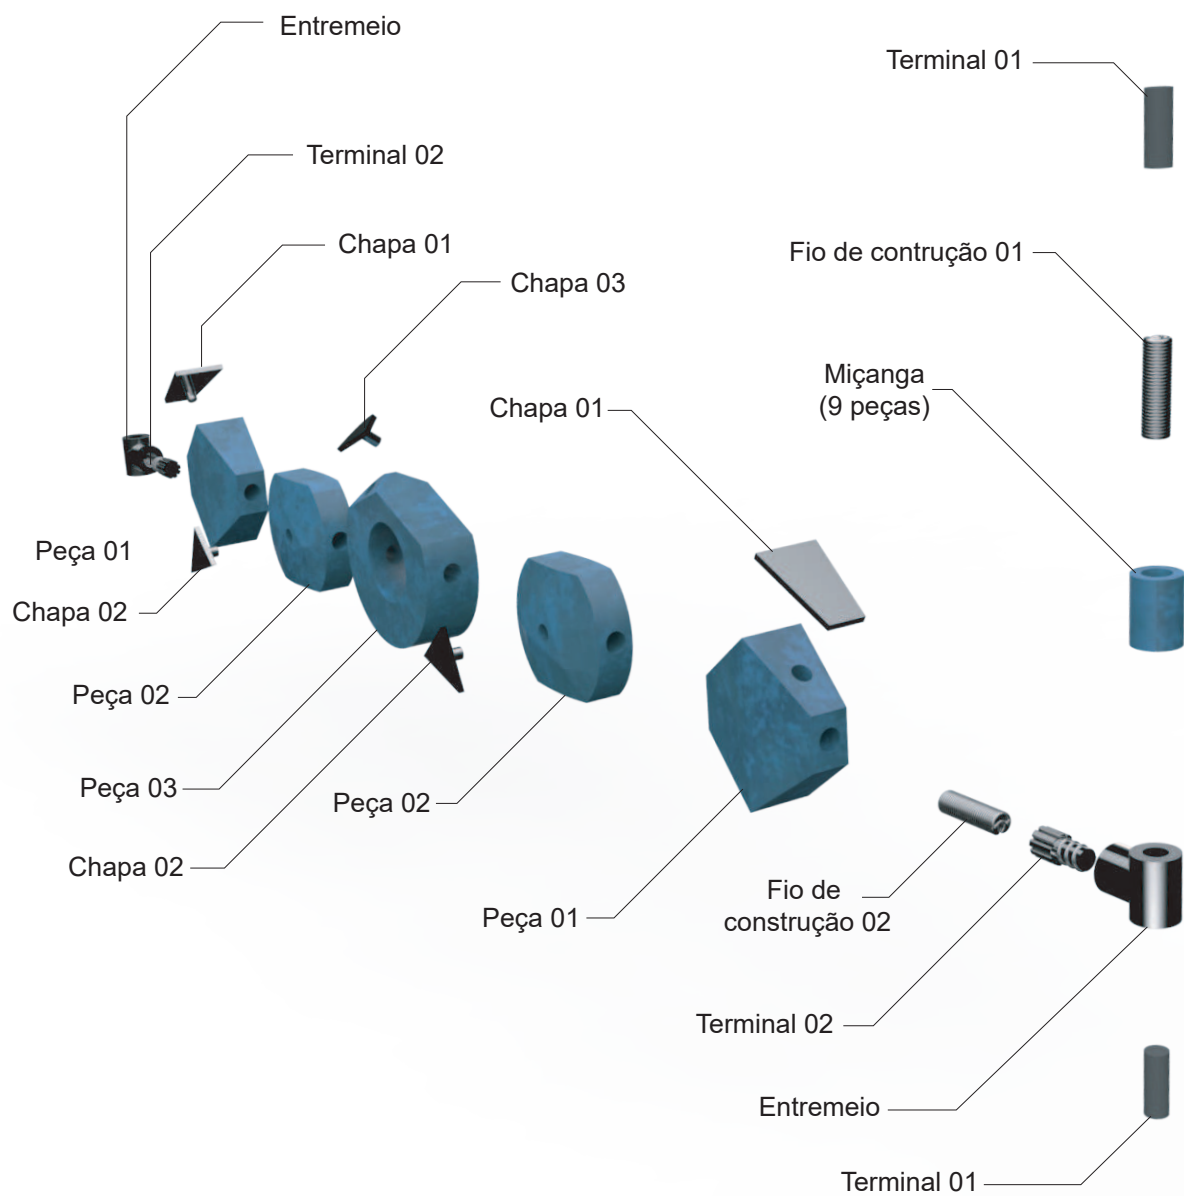 Entremeio
Terminal 01
Terminal 02
Chapa 01
Fio de contrução 01
Chapa 03
Miçanga
(9 peças)
Chapa 01
Peça 01
Chapa 02
Peça 02
Peça 03
Peça 02
Chapa 02
Peça 01
Fio de
construção 02
Terminal 02
Entremeio
Terminal 01